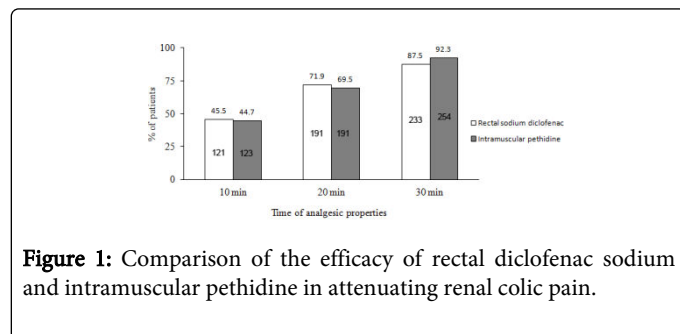 100
45.5 44.7 71.9 69.5 87.5 92.3
75
50
25
0
% of patients
121 123 191 191 233 254
10 min 20 min 30 min
Time of analgesic properties
Rectal sodium diclofenac
Intramuscular pethidine
Figure 1: Comparison of the efficacy of rectal diclofenac sodium
and intramuscular pethidine in attenuating renal colic pain.